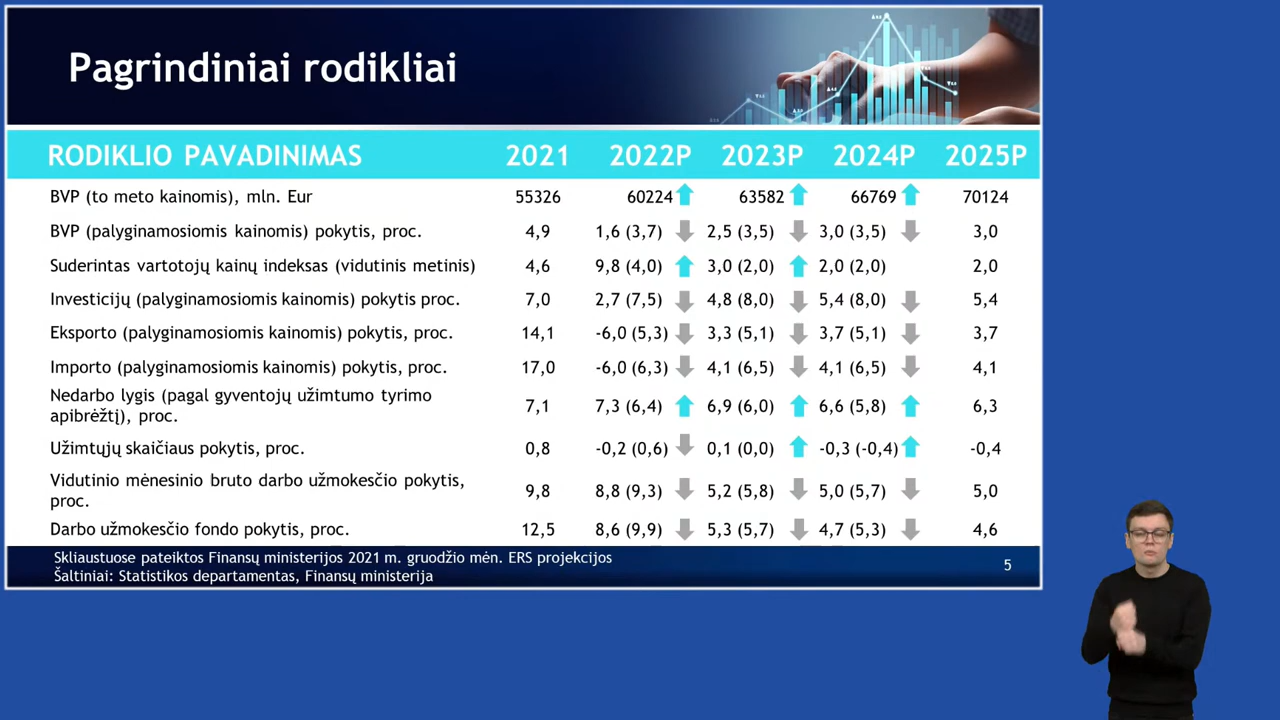 Pagrindiniai rodikliai
RODIKLIO PAVADINIMAS 2021 2022P 2023P 2024P 2025P
BVP (to meto kainomis), mln. Eur 55326 60224 63582 66769 70124
BVP (palyginamosiomis kainomis) pokytis, proc. 4,9 1,6 (3,7) 2,5 (3,5) 3,0 (3,5) 3,0
Suderintas vartotojų kainų indeksas (vidutinis metinis) 4,6 9,8 (4,0) 3,0 (2,0) 2,0 (2,0) 2,0
Investicijų (palyginamosiomis kainomis) pokytis proc. 7,0 2,7 (7,5) 4,8 (8,0) 5,4 (8,0) 5,4
Eksporto (palyginamosiomis kainomis) pokytis, proc. 14,1 -6,0 (5,3) 3,3 (5,1) 3,7 (5,1) 3,7
Importo (palyginamosiomis kainomis) pokytis, proc. 17,0 -6,0 (6,3) 4,1 (6,5) 4,1 (6,5) 4,1
Nedarbo lygis (pagal gyventojų užimtumo tyrimo
apibrėžtį), proc. 7,1 7,3 (6,4) 6,9 (6,0) 6,6 (5,8) 6,3
Užimtųjų skaičiaus pokytis, proc. 0,8 -0,2 (0,6) 0,1 (0,0) -0,3 (-0,4) -0,4
Vidutinio mėnesinio bruto darbo užmokesčio pokytis,
proc. 9,8 8,8 (9,3) 5,2 (5,8) 5,0 (5,7) 5,0
Darbo užmokesčio fondo pokytis, proc. 12,5 8,6 (9,9) 5,3 (5,7) 4,7 (5,3) 4,6
Skliaustuose pateiktos Finansų ministerijos 2021 m. gruodžio mėn. ERS projekcijos
Šaltiniai: Statistikos departamentas, Finansų ministerija
5